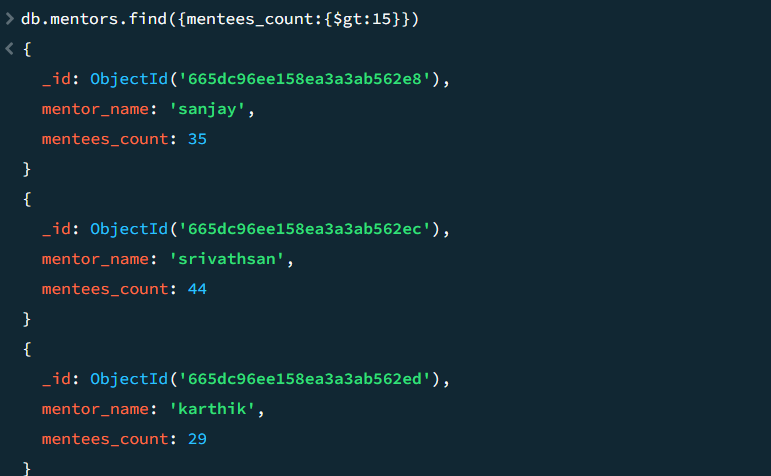 db.mentors.find({mentees_count:{$gt:15}})
{
_id: ObjectId('665dc96ee158ea3a3ab562e8'),
mentor_name: 'sanjay',
mentees_count: 35
}
{
_id: ObjectId('665dc96ee158ea3a3ab562ec'),
mentor_name: 'srivathsan',
mentees_count: 44
}
{
_id: ObjectId('665dc96ee158ea3a3ab562ed'),
mentor_name: 'karthik',
mentees_count: 29
}